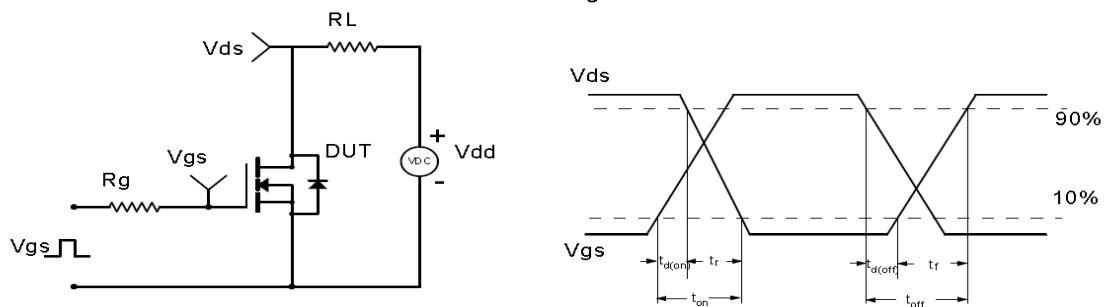 RL
Vds
Vds
90%
Vgs
DUT
+
VDC
Vdd
-
Rg
10%
Vgs
Vgs
td(on)
tr
td(off)
tf
ton
toff